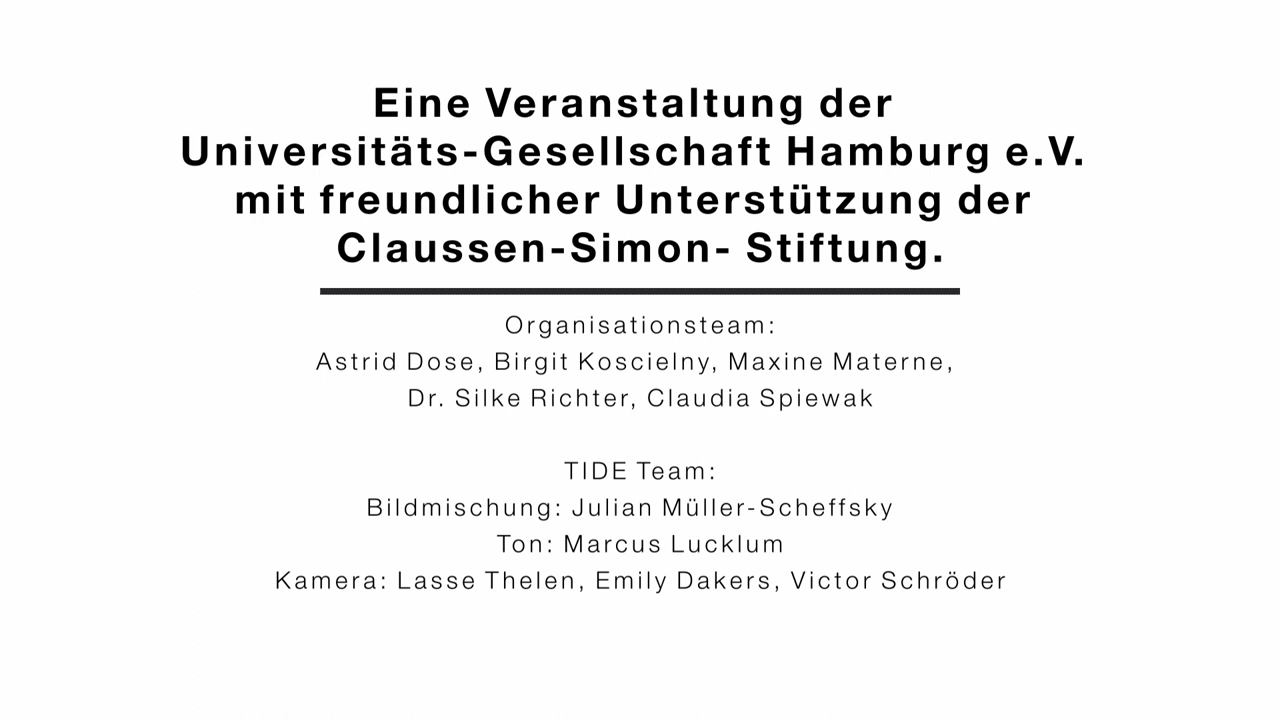 Eine Veranstaltung der
Universitäts-Gesellschaft Hamburg e.V.
mit freundlicher Unterstützung der
Claussen-Simon- Stiftung.
Organisationsteam:
Astrid Dose, Birgit Koscielny, Maxine Materne,
Dr. Silke Richter, Claudia Spiewak
TIDE Team:
Bildmischung: Julian Müller-Scheffsky
Ton: Marcus Lucklum
Kamera: Lasse Thelen, Emily Dakers, Victor Schröder